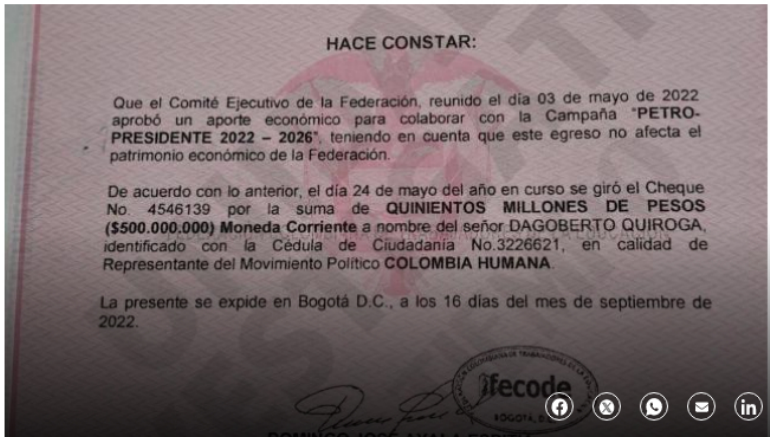 HACE CONSTAR:
Que el Comité Ejecutivo de la Federación, reunido el día 03 de mayo de 2022
aprobó un aporte económico para colaborar con la Campaña "PETRO-
PRESIDENTE 2022 – 2026", teniendo en cuenta que este egreso no afecta el
patrimonio económico de la Federación.
De acuerdo con lo anterior, el día 24 de mayo del año en curso se giró el Cheque
No. 4546139 por la suma de QUINIENTOS MILLONES DE PESOS
($500.000.000) Moneda Corriente a nombre del señor DAGOBERTO QUIROGA,
identificado con la Cédula de Ciudadanía No.3226621, en calidad de
Representante del Movimiento Político COLOMBIA HUMANA.
La presente se expide en Bogotá D.C., a los 16 días del mes de septiembre de
2022.
fecode
BOGOTÁ, D.
DOMINGO JOSÉ AYALA